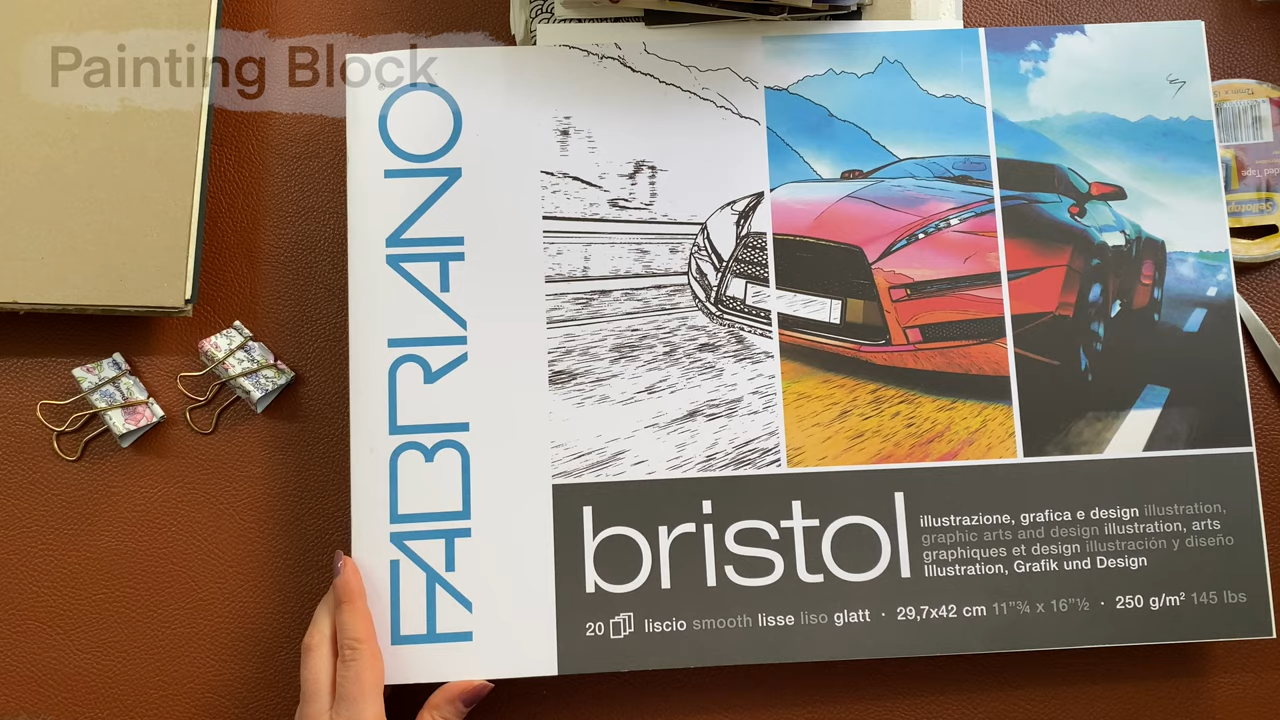 Painting Block
FABRIANO
bristol
illustrazione, grafica e design illustration,
graphic arts and design illustration, arts
graphiques et design illustración y diseño
Illustration, Grafik und Design
20 liscio smooth lisse liso glatt · 29,7x42 cm 11”¾ x 16”½ · 250 g/m² 145 lbs
Sellotape